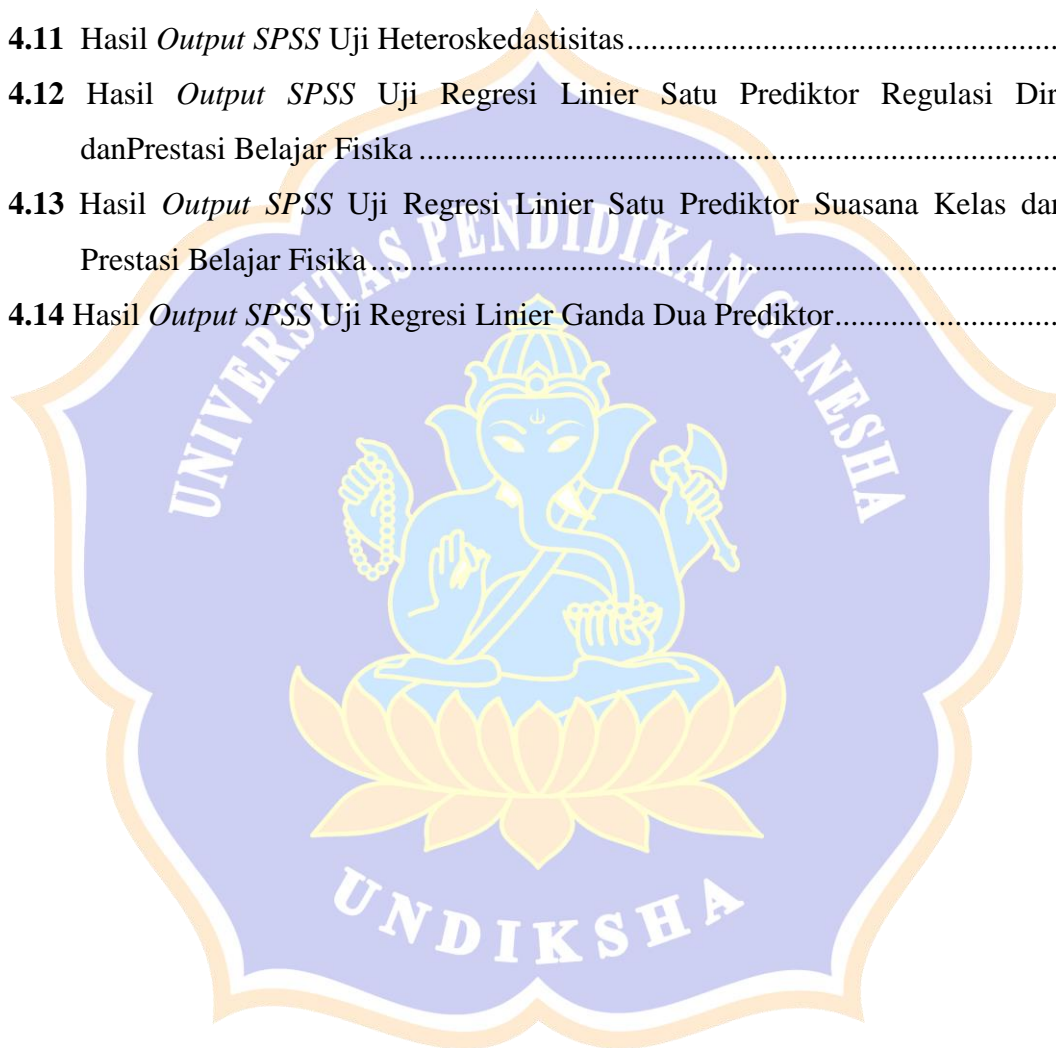 4.11 Hasil Output SPSS Uji Heteroskedastisitas...........................................................
4.12 Hasil Output SPSS Uji Regresi Linier Satu Prediktor Regulasi Dir
danPrestasi Belajar Fisika...................................................................................
4.13 Hasil Output SPSS Uji Regresi Linier Satu Prediktor Suasana Kelas dan
Prestasi Belajar Fisika.........................................................................................
4.14 Hasil Output SPSS Uji Regresi Linier Ganda Dua Prediktor.............................
UNIVERSITAS PENDIDIKAN GANESHA
UNDIKSHA